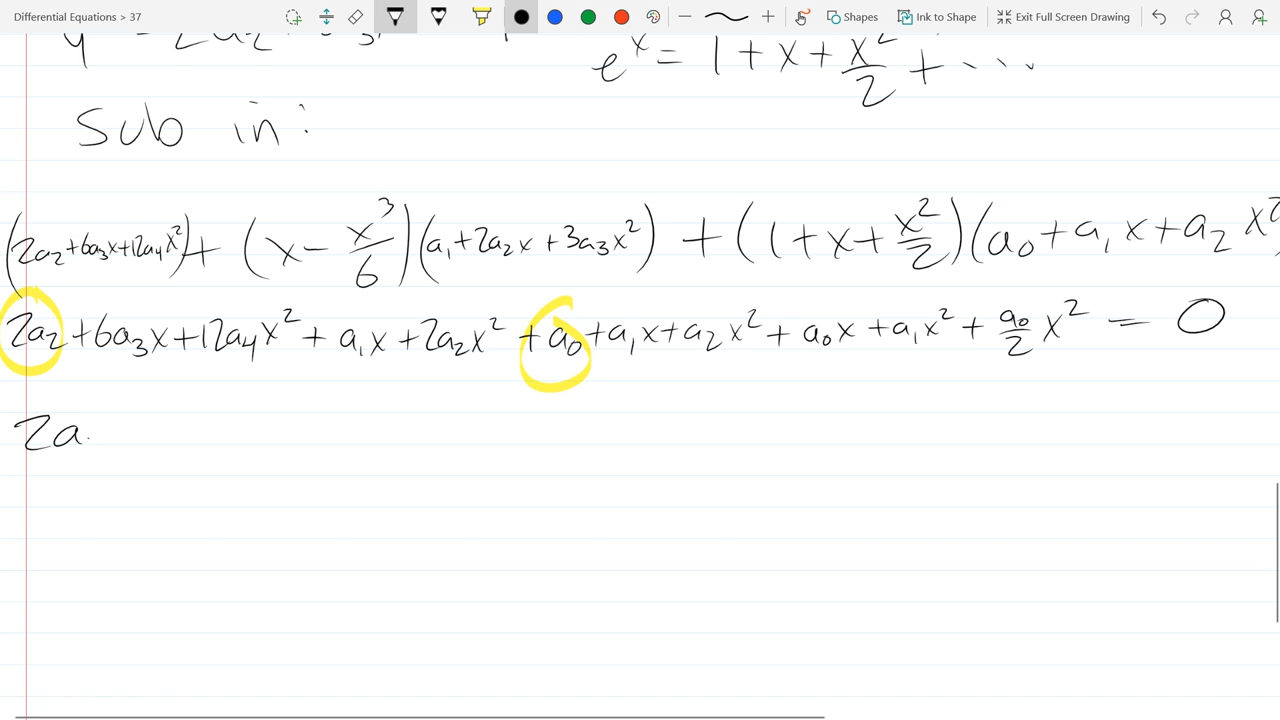 Differential Equations > 37
Shapes
Ink to Shape
Exit Full Screen Drawing
e^x = 1 + x + x^2/2 + ...
Sub in:
(2a_2+6a_3x+12a_4x^2) + (x - x^3/6)(a_1+2a_2x+3a_3x^2) + (1+x+x^2/2)(a_0+a_1x+a_2x^2
2a_2+6a_3x+12a_4x^2+a_1x+2a_2x^2+a_0+a_1x+a_2x^2+a_0x+a_1x^2+a_0/2 x^2 = 0
2a